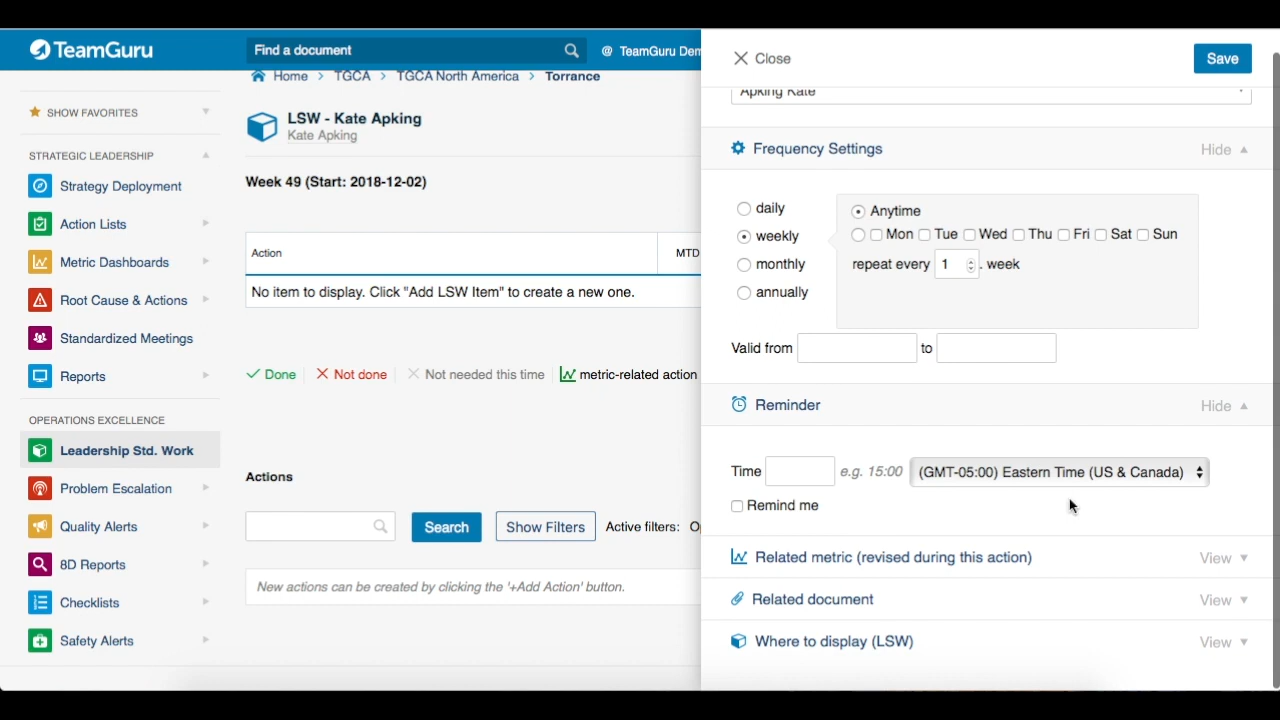 TeamGuru
Find a document
@ TeamGuru Dem
Home > TGCA > TGCA North America > Torrance
SHOW FAVORITES
STRATEGIC LEADERSHIP
Strategy Deployment
Action Lists
Metric Dashboards
Root Cause & Actions
Standardized Meetings
Reports
OPERATIONS EXCELLENCE
Leadership Std. Work
Problem Escalation
Quality Alerts
8D Reports
Checklists
Safety Alerts
LSW - Kate Apking
Kate Apking
Week 49 (Start: 2018-12-02)
Action MTD
No item to display. Click "Add LSW Item" to create a new one.
Done Not done Not needed this time metric-related action
Actions
Search Show Filters Active filters: O
New actions can be created by clicking the '+Add Action' button.
Close Save
Apking Kate
Frequency Settings Hide
daily
weekly
monthly
annually
Anytime
Mon Tue Wed Thu Fri Sat Sun
repeat every 1 . week
Valid from to
Reminder Hide
Time e.g. 15:00 (GMT-05:00) Eastern Time (US & Canada)
Remind me
Related metric (revised during this action) View
Related document View
Where to display (LSW) View